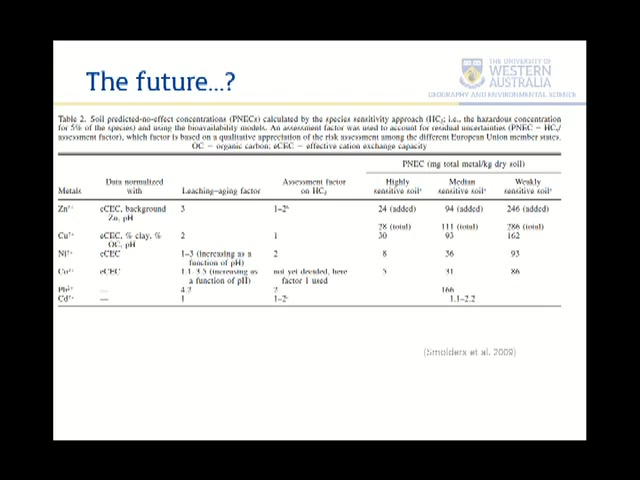 The future...?
THE UNIVERSITY OF
WESTERN
AUSTRALIA
GEOGRAPHY AND ENVIRONMENTAL SCIENCE
Table 2. Soil predicted-no-effect concentrations (PNECs) calculated by the species sensitivity approach (HC5; i.e., the hazardous concentration
for 5% of the species) and using the bioavailability models. An assessment factor was used to account for residual uncertainties (PNEC = HC5/
assessment factor), which factor is based on a qualitative appreciation of the risk assessment among the different European Union member states.
OC = organic carbon; eCEC = effective cation exchange capacity
PNEC (mg total metal/kg dry soil)
Metals Data normalized with Leaching–aging factor Assessment factor on HC5 Highly sensitive soil Median sensitive soil Weakly sensitive soil
Zn2+ eCEC, background Zn, pH 3 1–2 24 (added) 94 (added) 246 (added)
28 (total) 111 (total) 286 (total)
Cu2+ eCEC, % clay, % OC, pH 2 1 30 93 162
Ni2+ eCEC 1–3 (increasing as a function of pH) 2 8 36 93
Co2+ eCEC 1.1–3.5 (increasing as a function of pH) not yet decided, here factor 1 used 5 31 86
Pb2+ — 4.2 2 166
Cd2+ — 1 1–2 1.1–2.2
(Smolders et al. 2009)